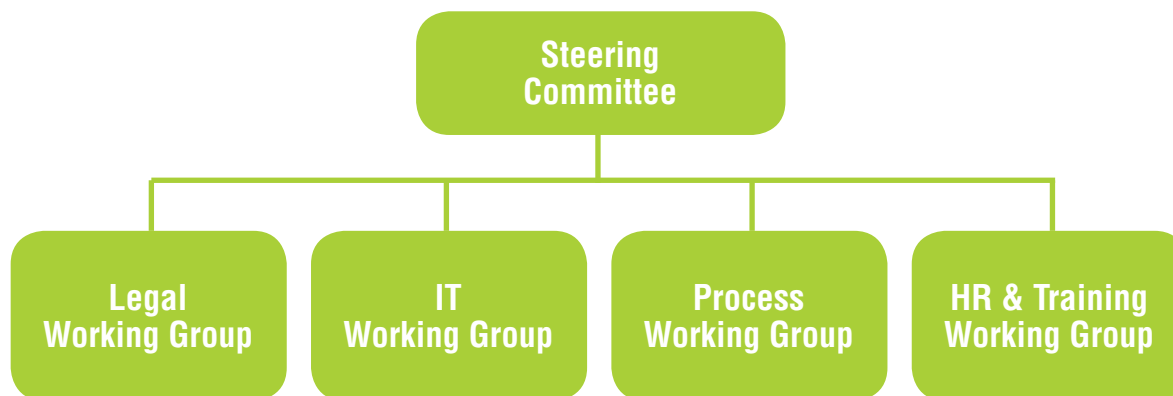 Steering
Committee
Legal
Working Group
IT
Working Group
Process
Working Group
HR & Training
Working Group